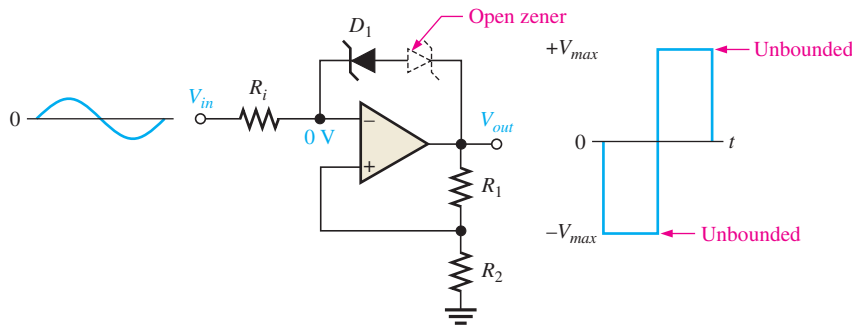 Open zener
D1
+Vmax
Unbounded
Vin
Ri
0
0 V
−
+
Vout
R1
0
t
−Vmax
Unbounded
R2